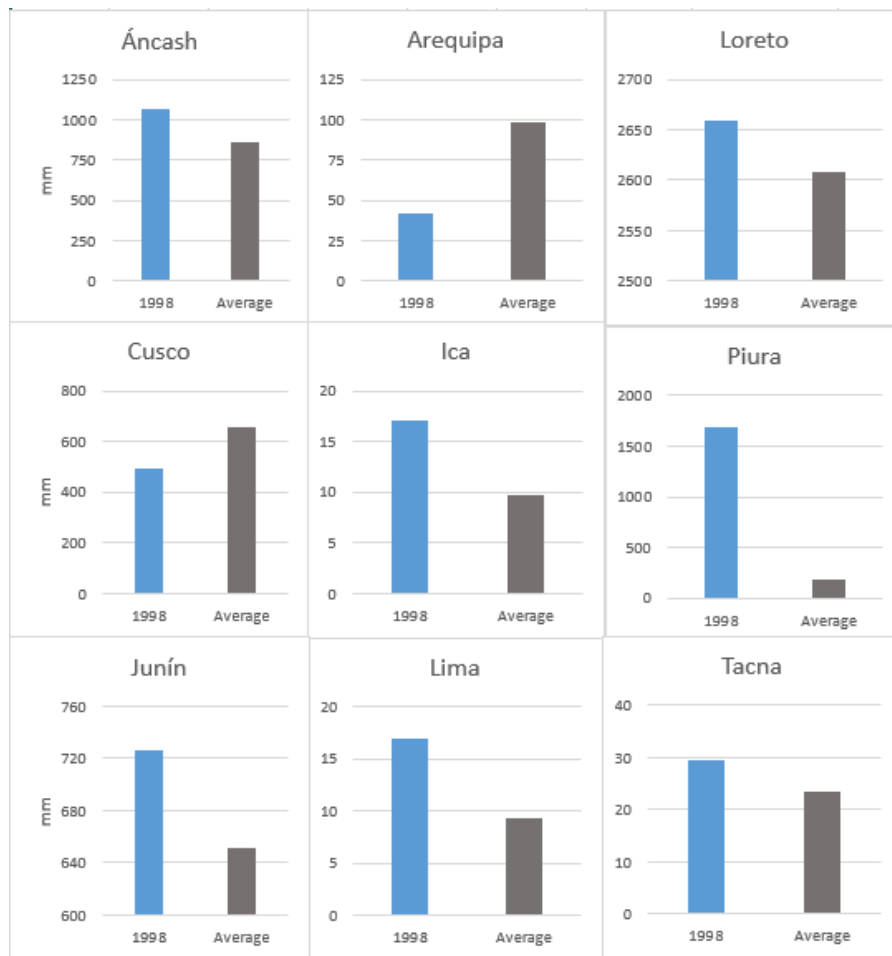 Áncash
1250
1000
750
500
250
0
mm
1998 Average
Arequipa
125
100
75
50
25
0
1998 Average
Loreto
2700
2650
2600
2550
2500
1998 Average
Cusco
800
600
400
200
0
mm
1998 Average
Ica
20
15
10
5
0
1998 Average
Piura
2000
1500
1000
500
0
1998 Average
Junín
760
720
680
640
600
mm
1998 Average
Lima
20
15
10
5
0
1998 Average
Tacna
40
30
20
10
0
1998 Average